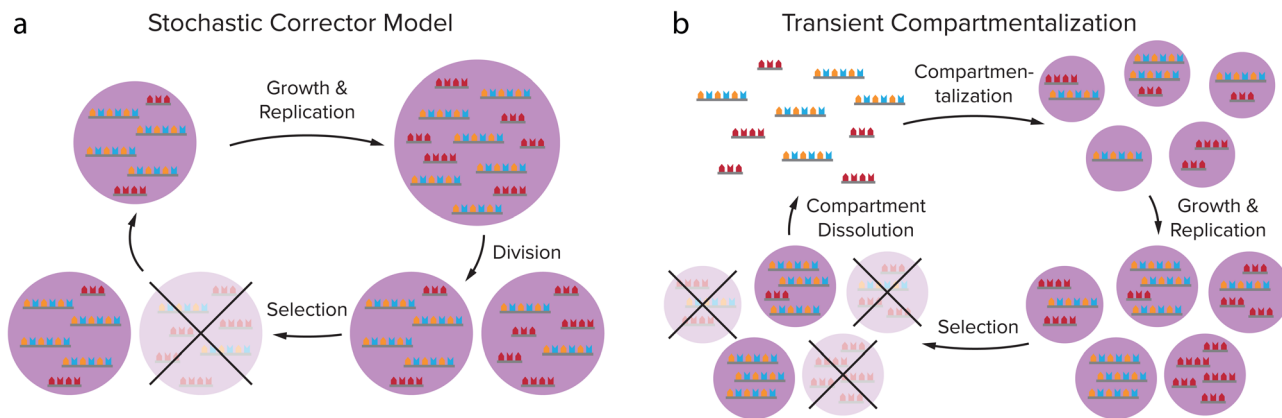 a
Stochastic Corrector Model
Growth &
Replication
Division
Selection
b
Transient Compartmentalization
Compartmen-
talization
Growth &
Replication
Selection
Compartment
Dissolution